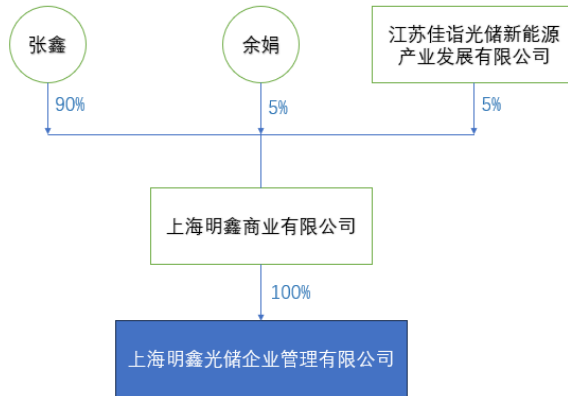 张鑫
余娟
江苏佳诣光储新能源
产业发展有限公司
90%
5%
5%
上海明鑫商业有限公司
100%
上海明鑫光储企业管理有限公司